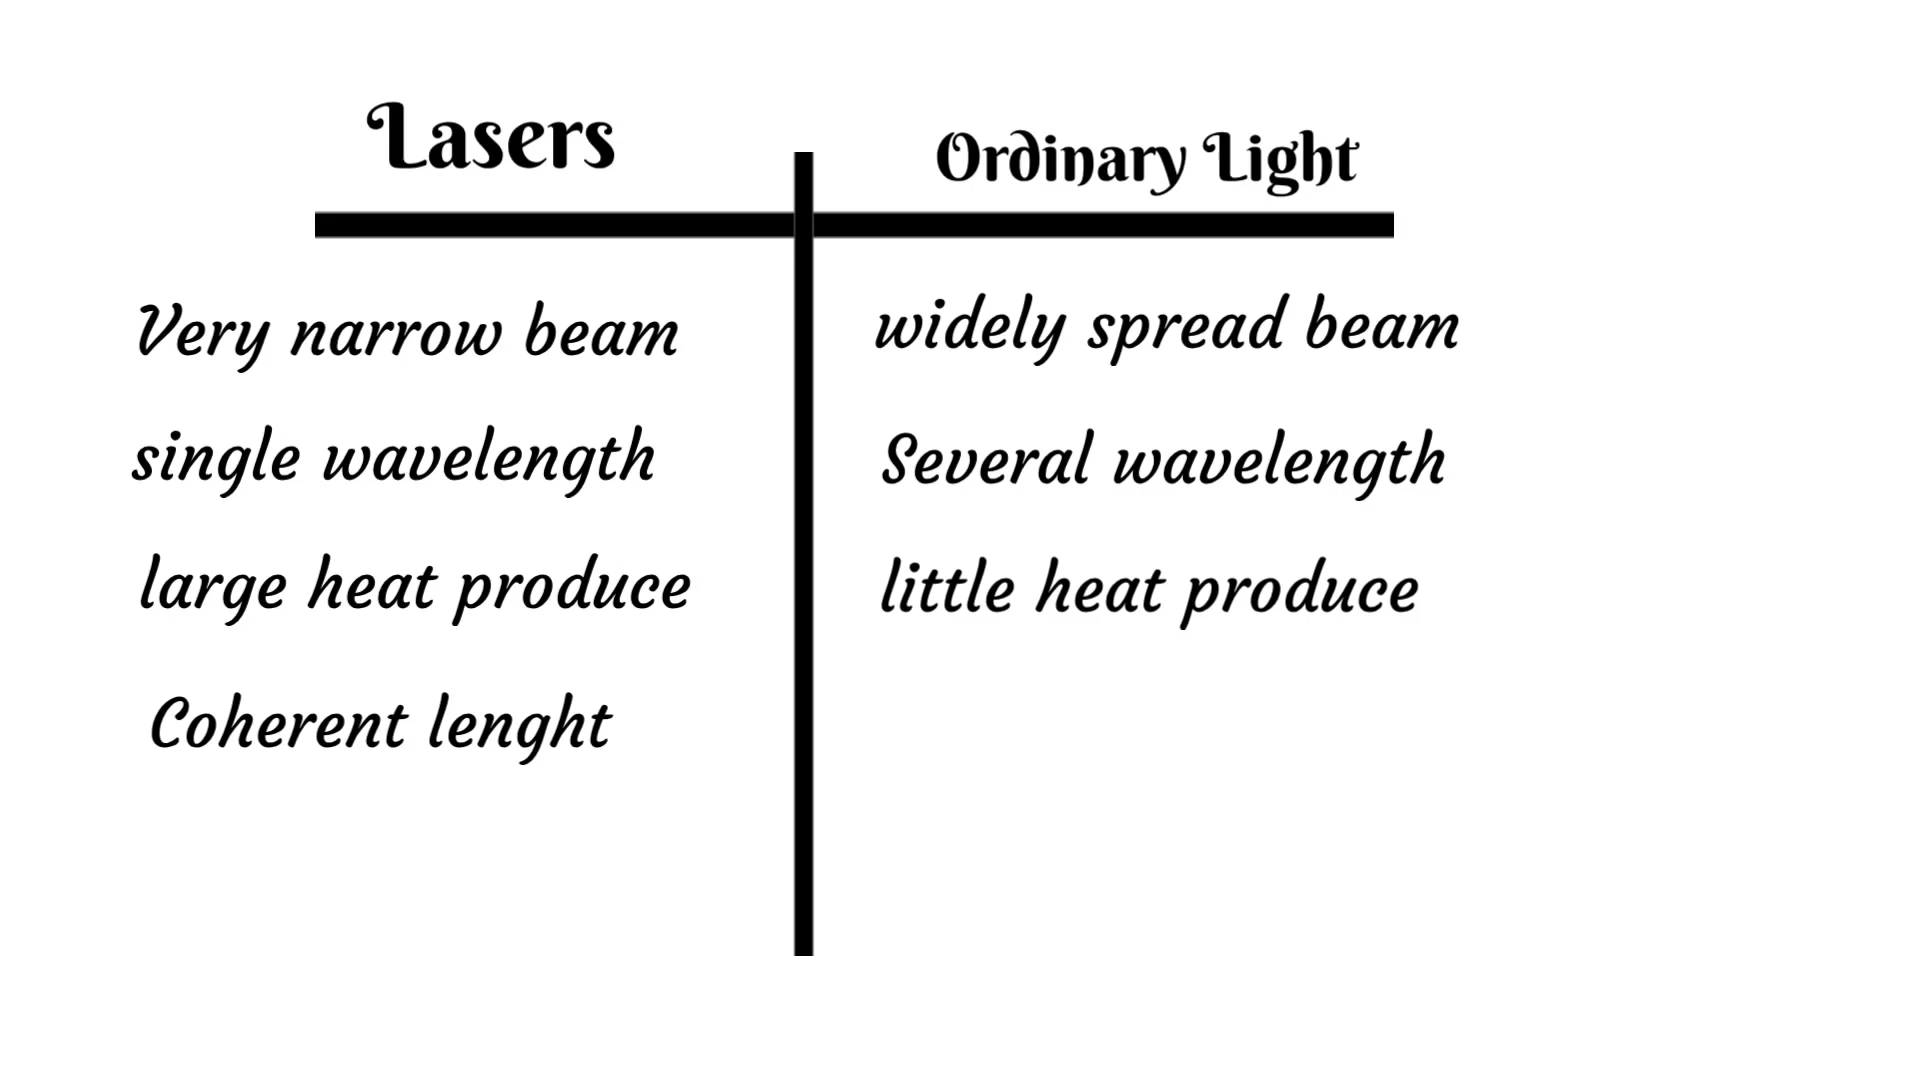 Lasers
Ordinary Light
Very narrow beam
widely spread beam
single wavelength
Several wavelength
large heat produce
little heat produce
Coherent lenght